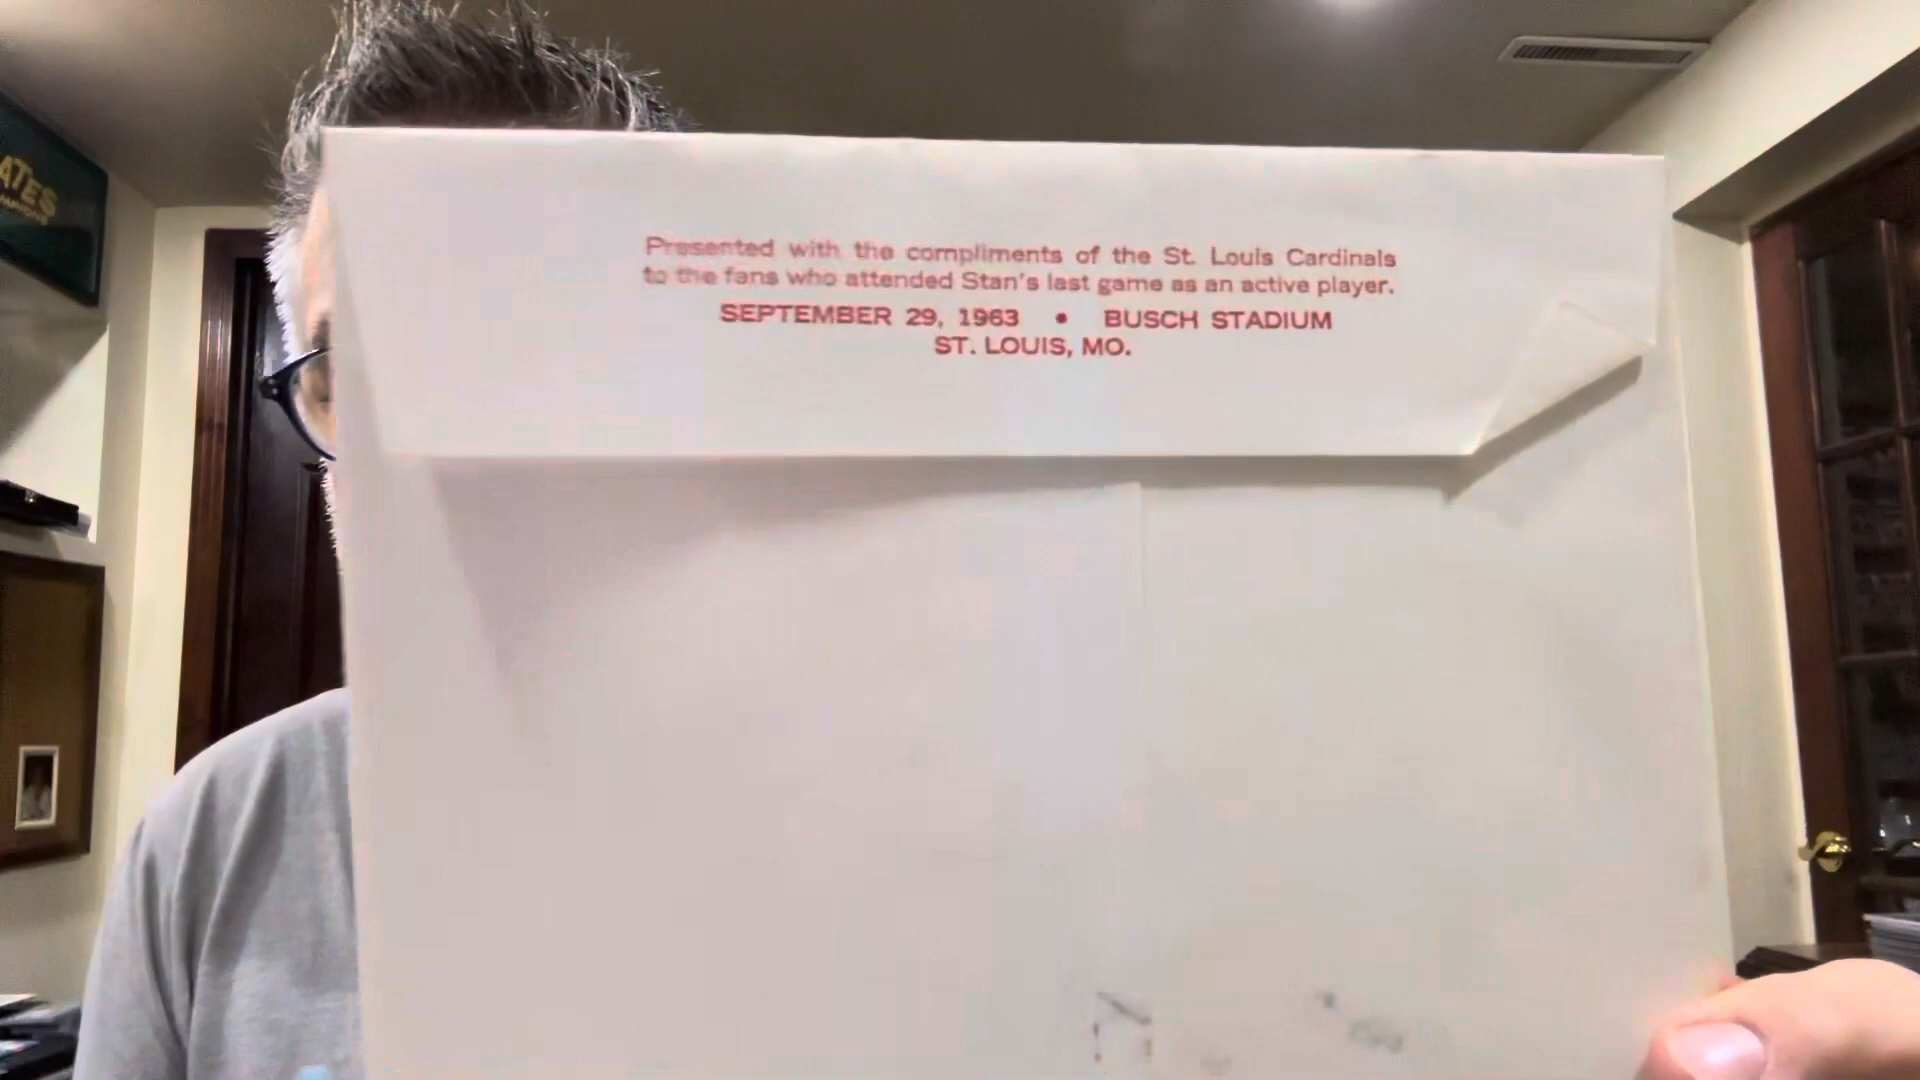 Presented with the compliments of the St. Louis Cardinals
to the fans who attended Stan's last game as an active player.
SEPTEMBER 29, 1963 • BUSCH STADIUM
ST. LOUIS, MO.
ATES